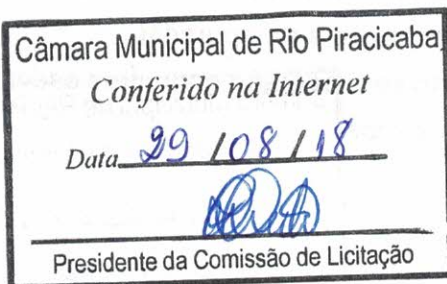 Câmara Municipal de Rio Piracicaba
Conferido na Internet
Data 29 / 08 / 18
Presidente da Comissão de Licitação